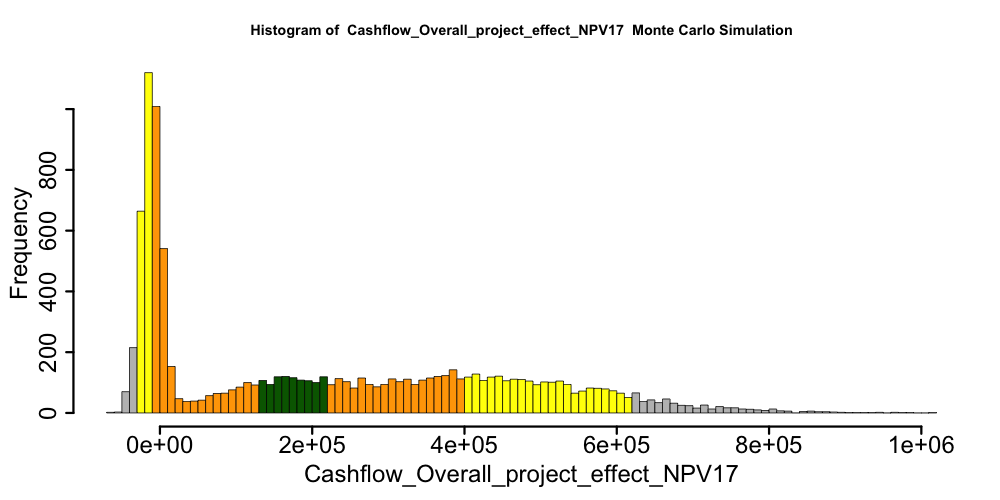 Histogram of Cashflow_Overall_project_effect_NPV17 Monte Carlo Simulation
Frequency
800
600
400
200
0
0e+00 2e+05 4e+05 6e+05 8e+05 1e+06
Cashflow_Overall_project_effect_NPV17